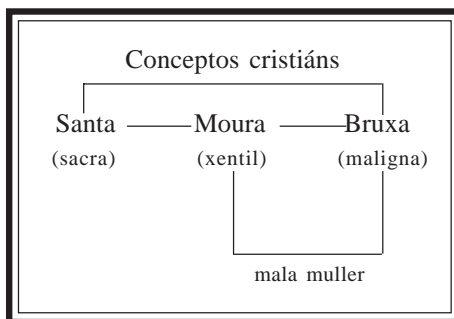 Conceptos cristiáns
Santa Moura Bruxa
(sacra) (xentil) (maligna)
mala muller